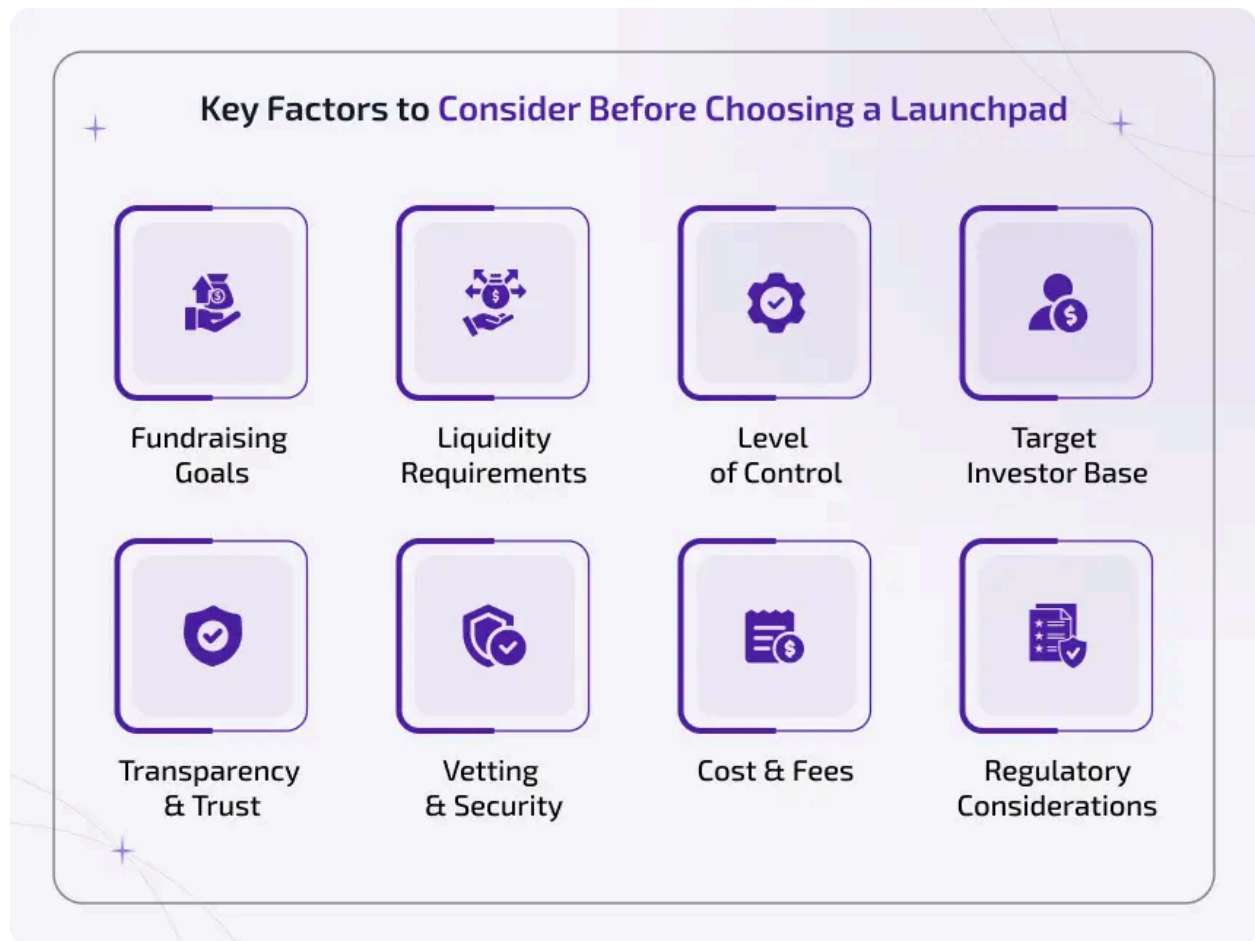 Key Factors to Consider Before Choosing a Launchpad
Fundraising
Goals
Liquidity
Requirements
Level
of Control
Target
Investor Base
Transparency
& Trust
Vetting
& Security
Cost & Fees
Regulatory
Considerations